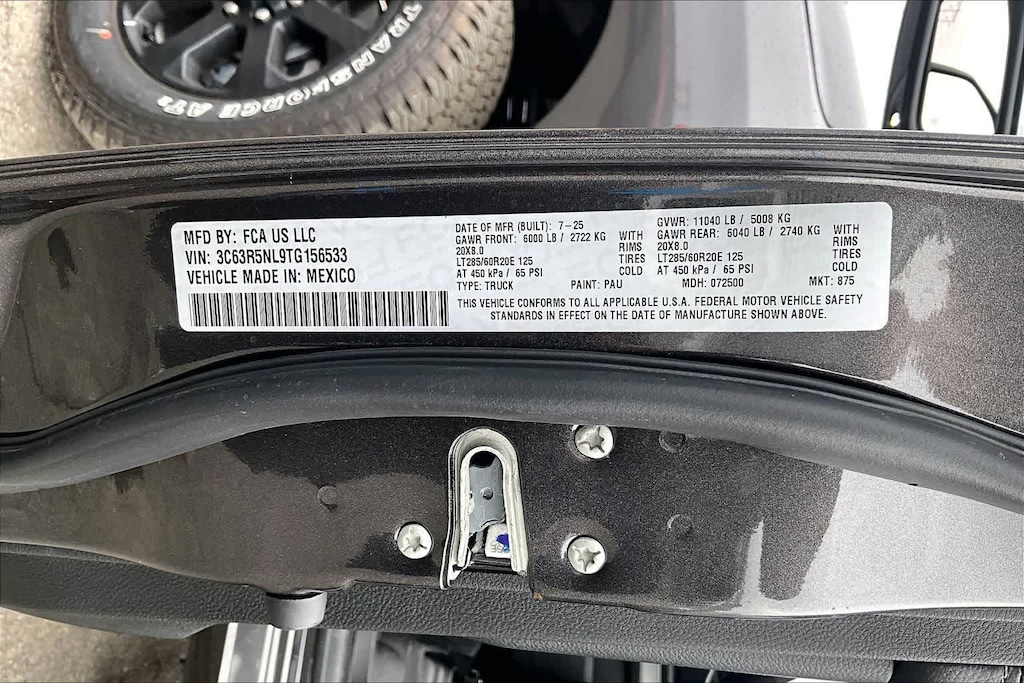 TRANSFORCE AT2
MFD BY: FCA US LLC
VIN: 3C63R5NL9TG156533
VEHICLE MADE IN: MEXICO
DATE OF MFR (BUILT): 7-25
GAWR FRONT: 6000 LB / 2722 KG WITH
20X8.0 RIMS
LT285/60R20E 125 TIRES
AT 450 kPa / 65 PSI COLD
TYPE: TRUCK PAINT: PAU
GVWR: 11040 LB / 5008 KG
GAWR REAR: 6040 LB / 2740 KG WITH
20X8.0 RIMS
LT285/60R20E 125 TIRES
AT 450 kPa / 65 PSI COLD
MDH: 072500 MKT: 875
THIS VEHICLE CONFORMS TO ALL APPLICABLE U.S.A. FEDERAL MOTOR VEHICLE SAFETY
STANDARDS IN EFFECT ON THE DATE OF MANUFACTURE SHOWN ABOVE.